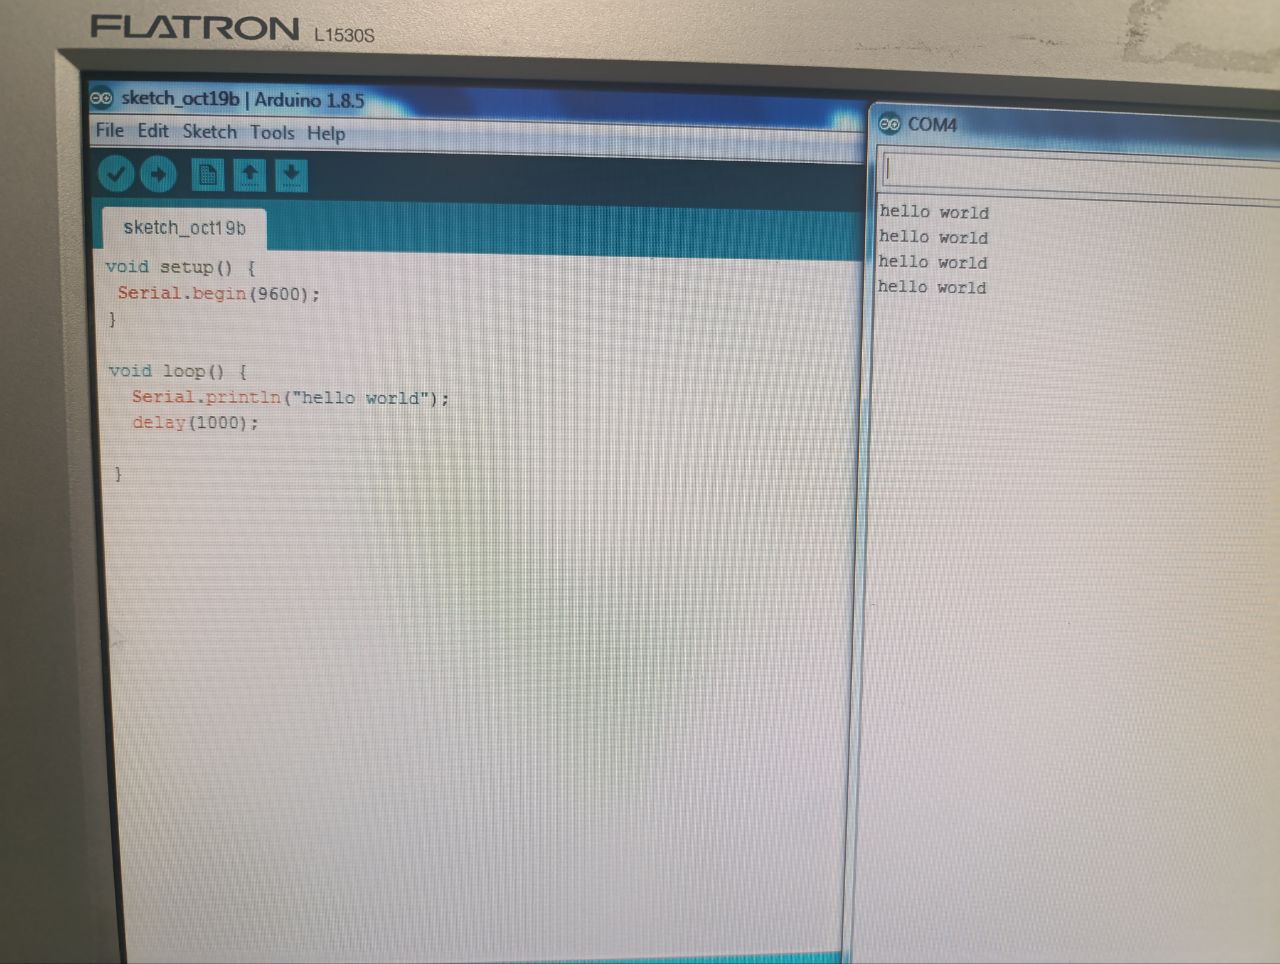 FLATRON L1530S
sketch_oct19b | Arduino 1.8.5
File Edit Sketch Tools Help
sketch_oct19b
void setup() {
 Serial.begin(9600);
}
void loop() {
  Serial.println("hello world");
  delay(1000);
}
COM4
hello world
hello world
hello world
hello world